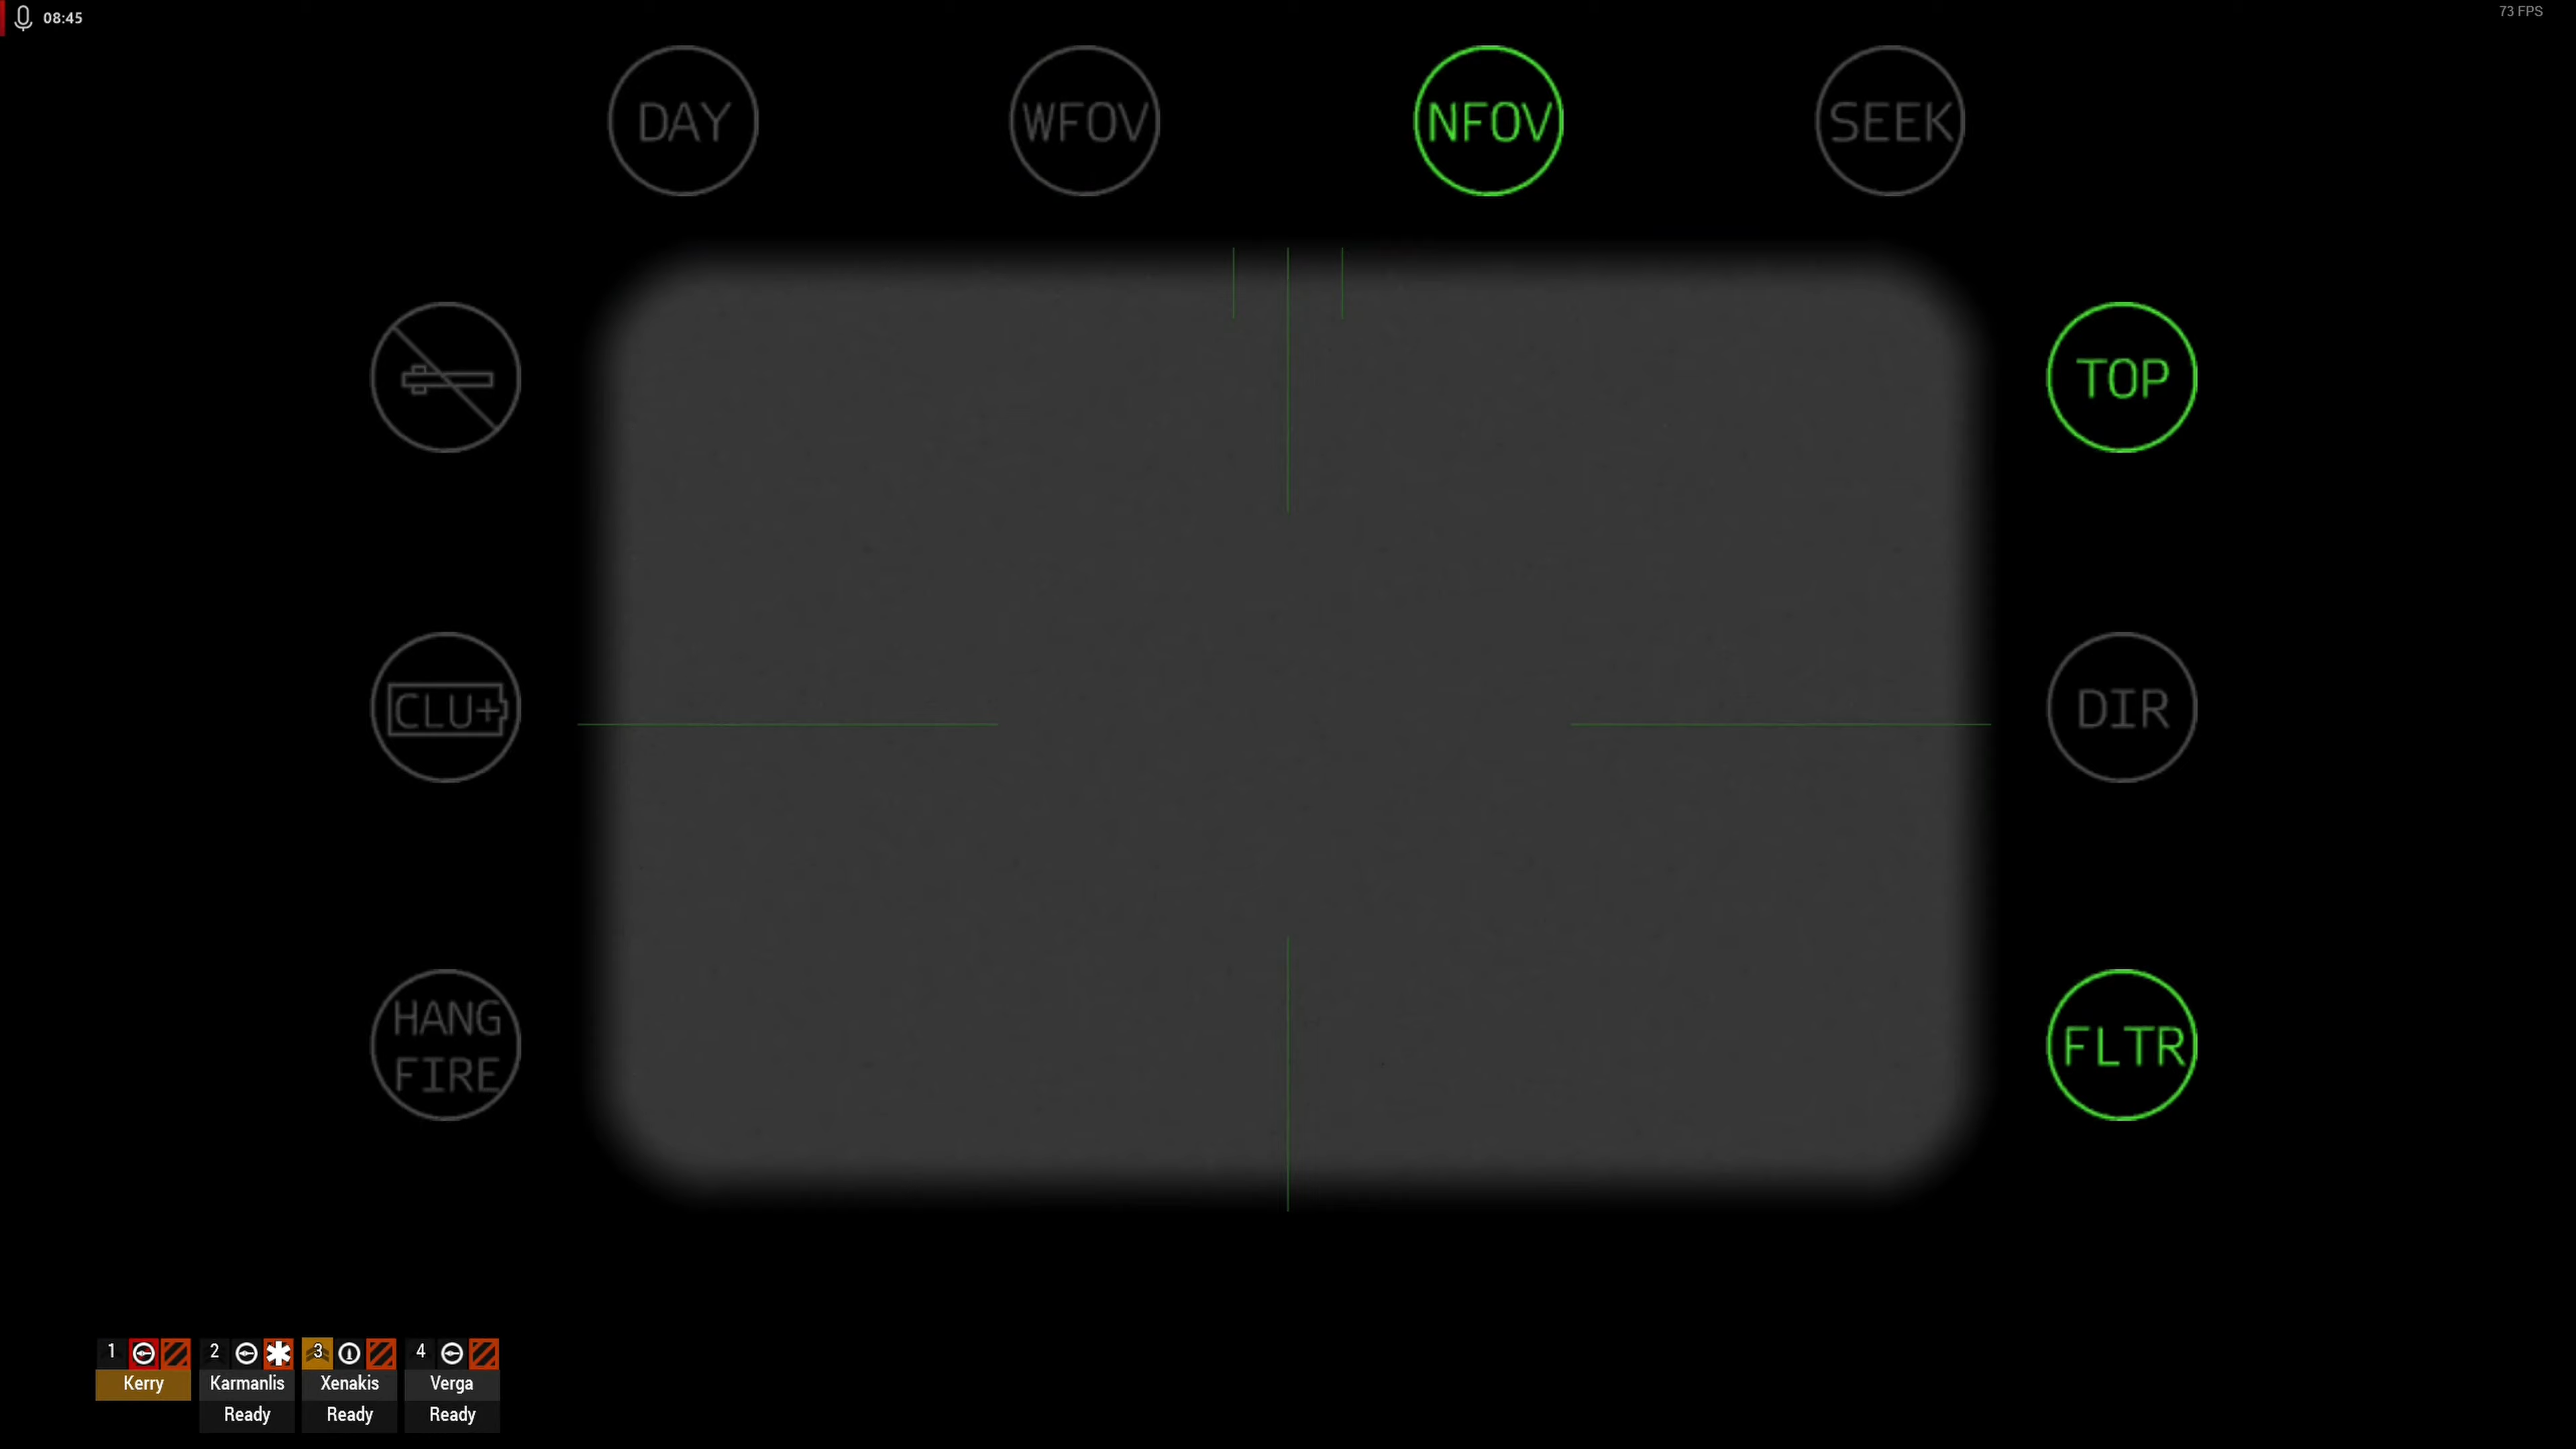 08:45
73 FPS
DAY
WFOV
NFOV
SEEK
TOP
CLU+
DIR
HANG
FIRE
FLTR
1
2
3
4
Kerry
Karmanlis
Xenakis
Verga
Ready
Ready
Ready